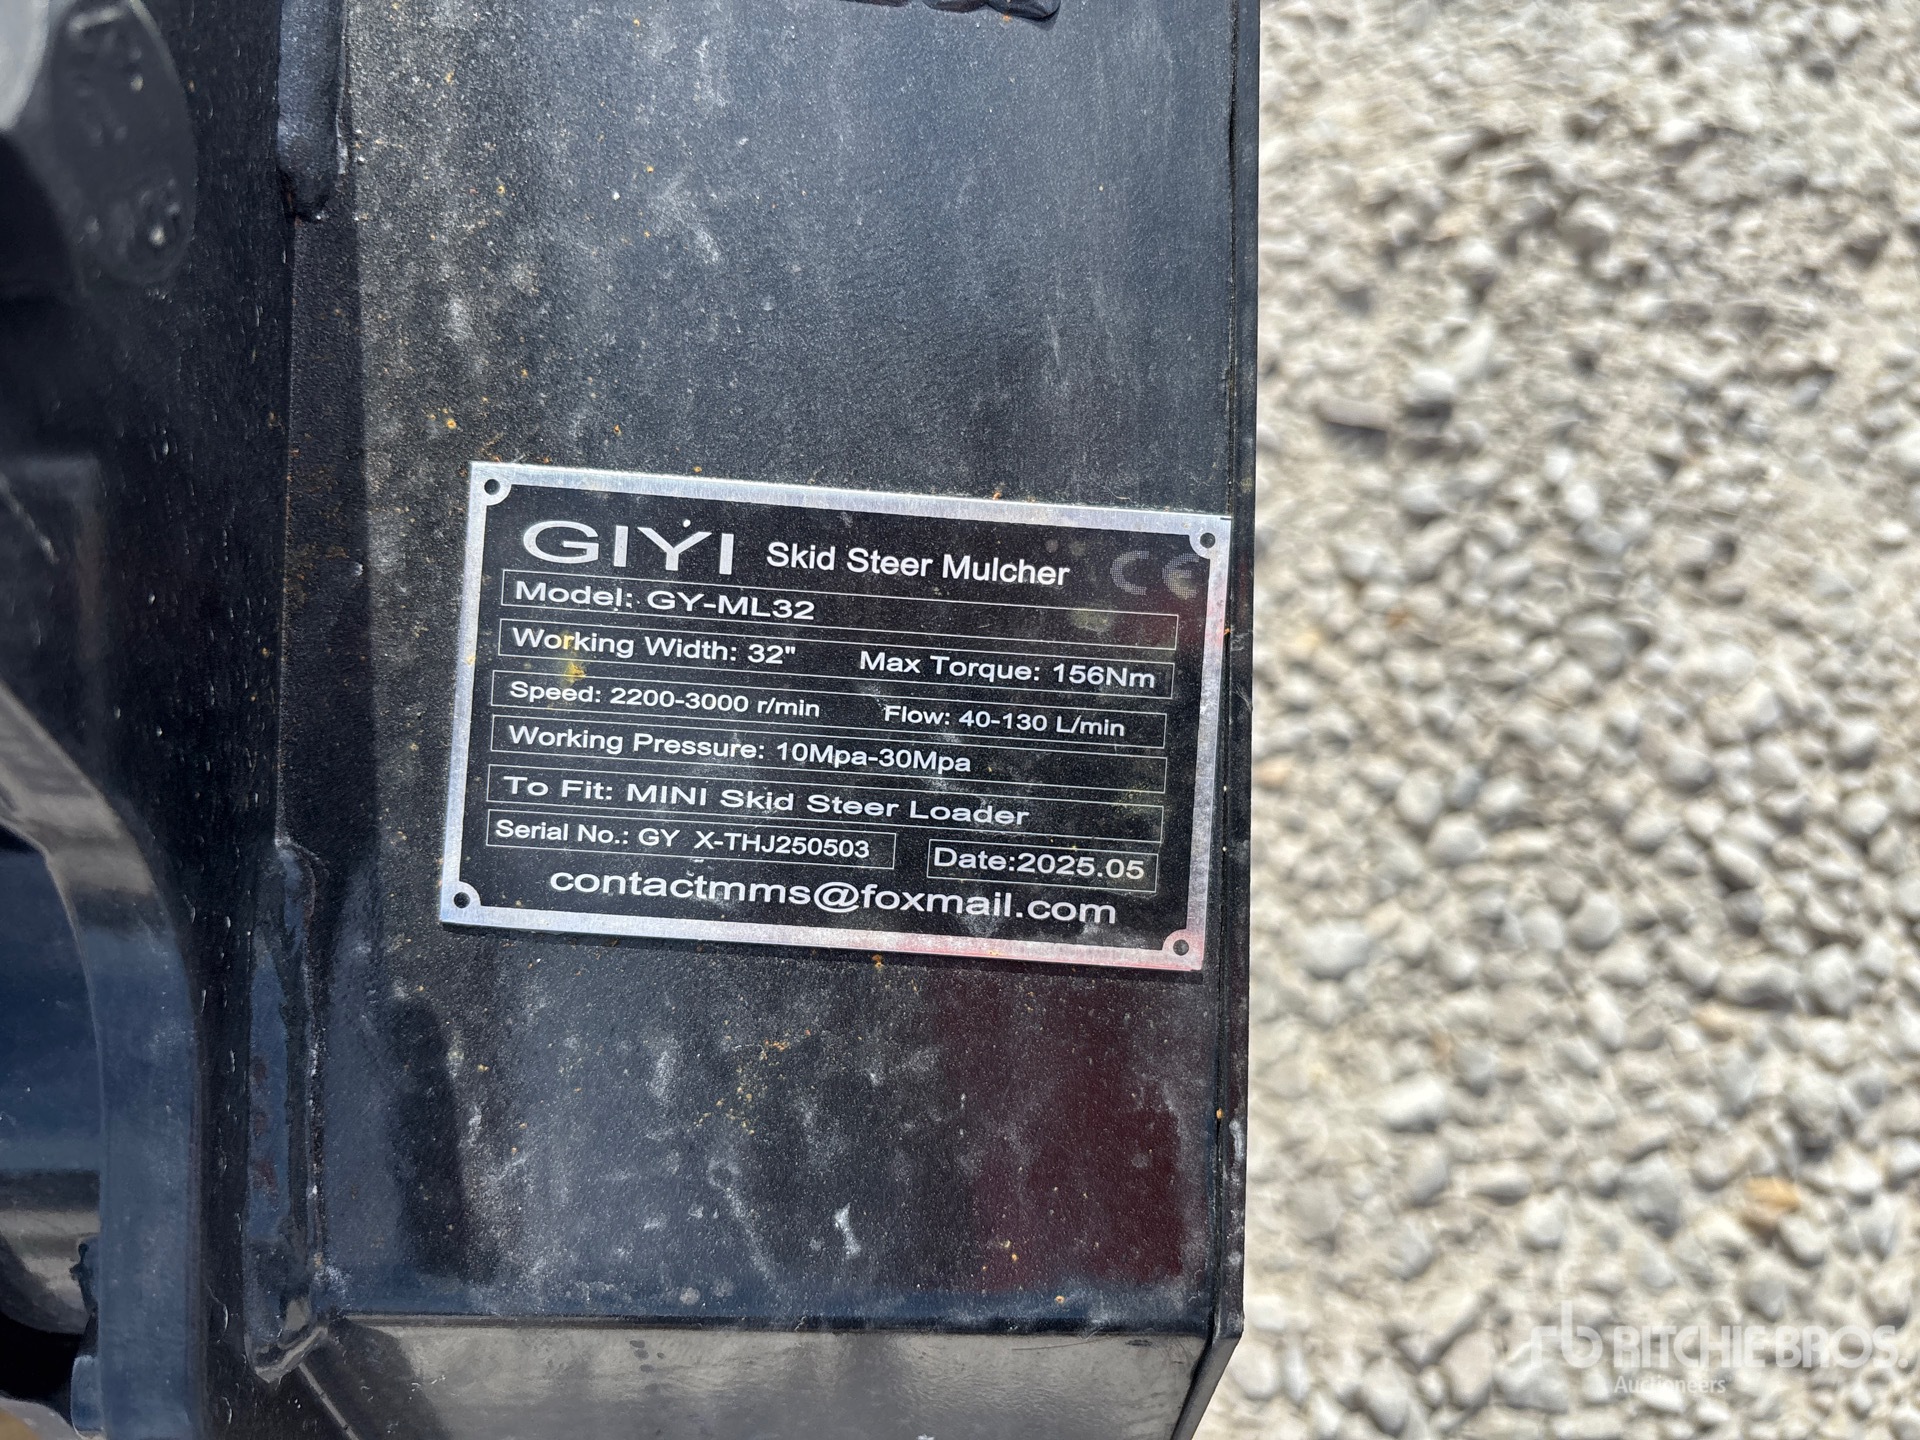 GIYI Skid Steer Mulcher CE
Model: GY-ML32
Working Width: 32" Max Torque: 156Nm
Speed: 2200-3000 r/min Flow: 40-130 L/min
Working Pressure: 10Mpa-30Mpa
To Fit: MINI Skid Steer Loader
Serial No.: GY X-THJ250503 Date:2025.05
contactmms@foxmail.com
rb RITCHIE BROS.
Auctioneers